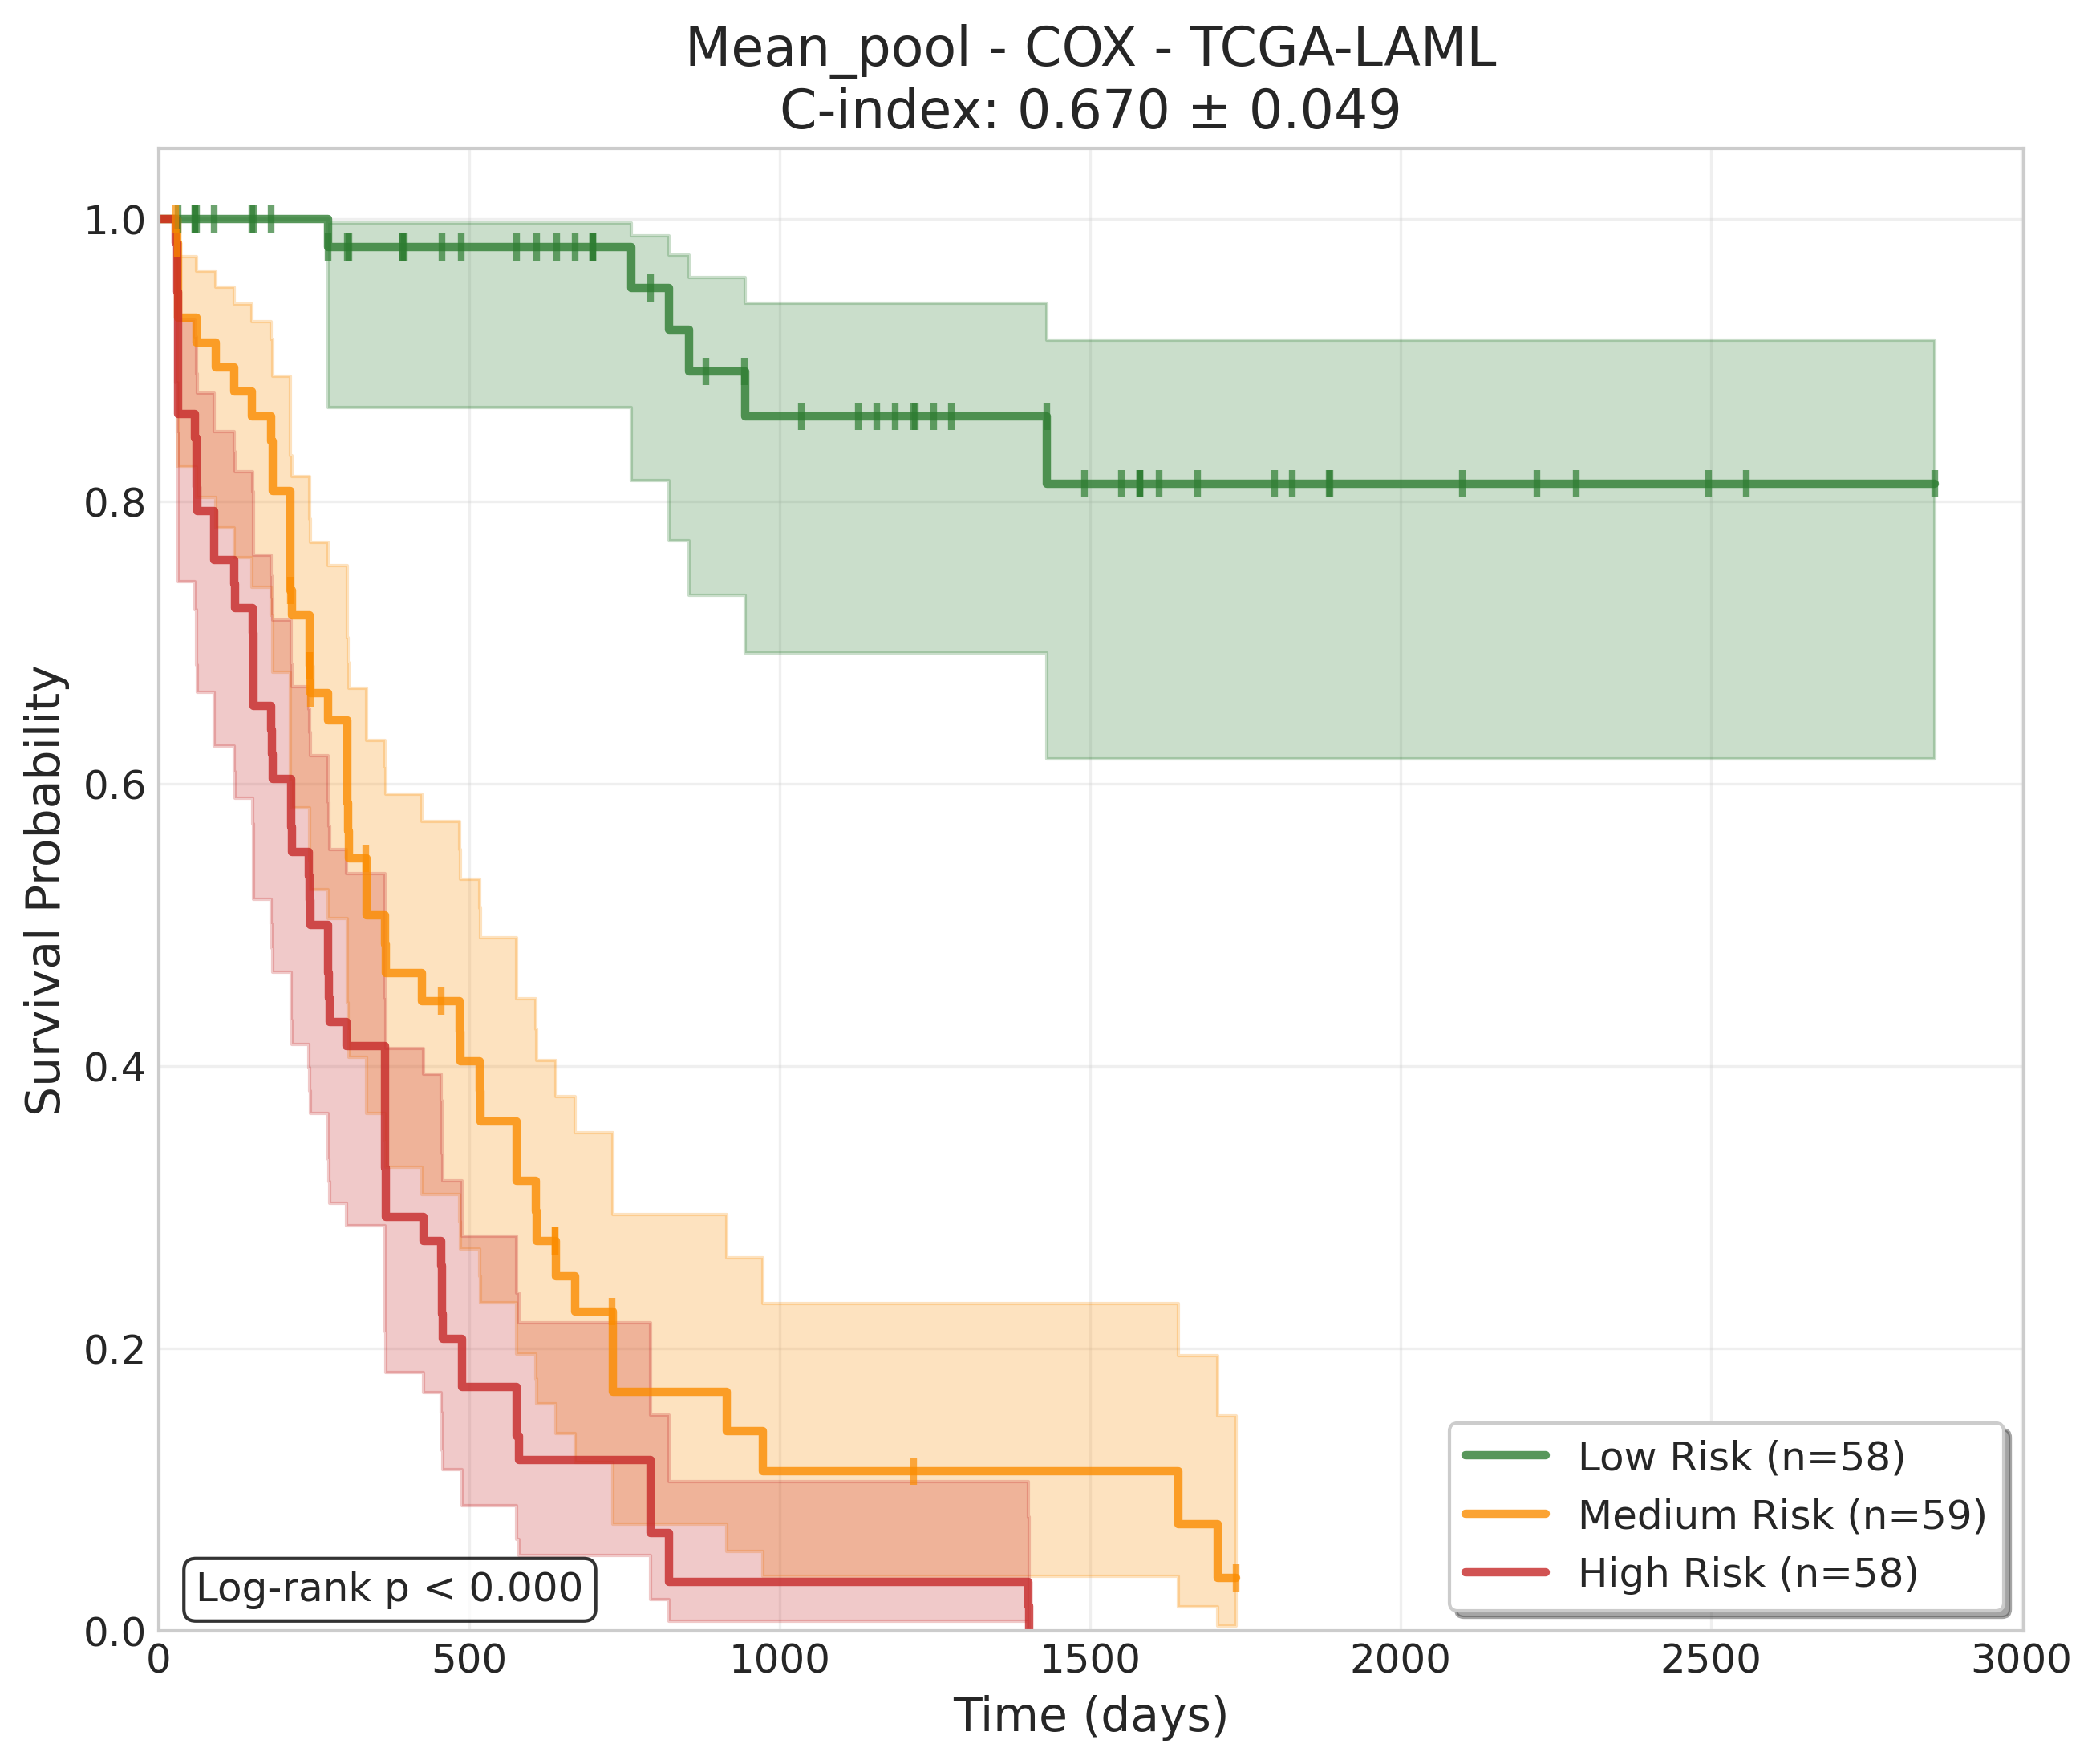 Mean_pool - COX - TCGA-LAML
C-index: 0.670 ± 0.049
Survival Probability
1.0
0.8
0.6
0.4
0.2
0.0
0 500 1000 1500 2000 2500 3000
Time (days)
Log-rank p < 0.000
Low Risk (n=58)
Medium Risk (n=59)
High Risk (n=58)